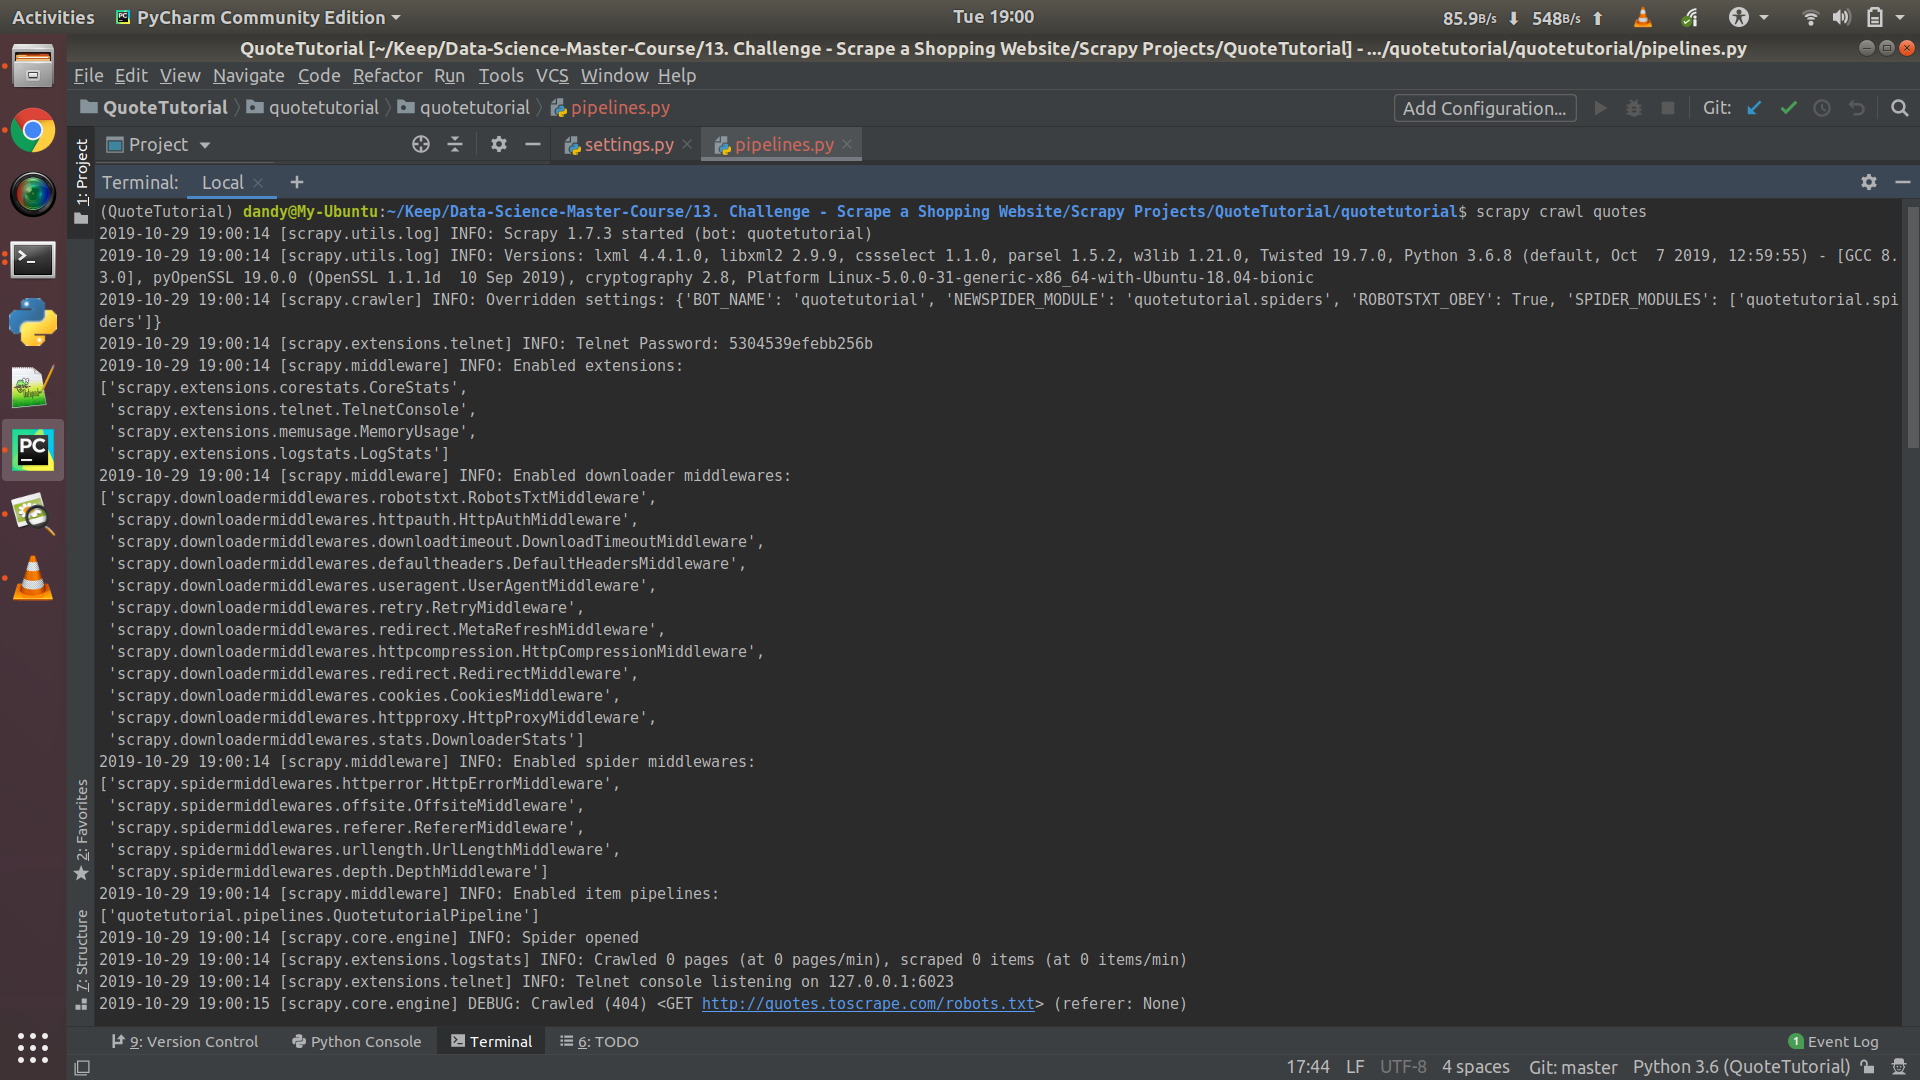 Activities PyCharm Community Edition Tue 19:00 85.9B/s 548B/s
QuoteTutorial [~/Keep/Data-Science-Master-Course/13. Challenge - Scrape a Shopping Website/Scrapy Projects/QuoteTutorial] - .../quotetutorial/quotetutorial/pipelines.py
File Edit View Navigate Code Refactor Run Tools VCS Window Help
QuoteTutorial quotetutorial quotetutorial pipelines.py Add Configuration... Git:
1: Project
Project settings.py pipelines.py
Terminal: Local +
(QuoteTutorial) dandy@My-Ubuntu:~/Keep/Data-Science-Master-Course/13. Challenge - Scrape a Shopping Website/Scrapy Projects/QuoteTutorial/quotetutorial$ scrapy crawl quotes
2019-10-29 19:00:14 [scrapy.utils.log] INFO: Scrapy 1.7.3 started (bot: quotetutorial)
2019-10-29 19:00:14 [scrapy.utils.log] INFO: Versions: lxml 4.4.1.0, libxml2 2.9.9, cssselect 1.1.0, parsel 1.5.2, w3lib 1.21.0, Twisted 19.7.0, Python 3.6.8 (default, Oct  7 2019, 12:59:55) - [GCC 8.
3.0], pyOpenSSL 19.0.0 (OpenSSL 1.1.1d  10 Sep 2019), cryptography 2.8, Platform Linux-5.0.0-31-generic-x86_64-with-Ubuntu-18.04-bionic
2019-10-29 19:00:14 [scrapy.crawler] INFO: Overridden settings: {'BOT_NAME': 'quotetutorial', 'NEWSPIDER_MODULE': 'quotetutorial.spiders', 'ROBOTSTXT_OBEY': True, 'SPIDER_MODULES': ['quotetutorial.spi
ders']}
2019-10-29 19:00:14 [scrapy.extensions.telnet] INFO: Telnet Password: 5304539efebb256b
2019-10-29 19:00:14 [scrapy.middleware] INFO: Enabled extensions:
['scrapy.extensions.corestats.CoreStats',
 'scrapy.extensions.telnet.TelnetConsole',
 'scrapy.extensions.memusage.MemoryUsage',
 'scrapy.extensions.logstats.LogStats']
2019-10-29 19:00:14 [scrapy.middleware] INFO: Enabled downloader middlewares:
['scrapy.downloadermiddlewares.robotstxt.RobotsTxtMiddleware',
 'scrapy.downloadermiddlewares.httpauth.HttpAuthMiddleware',
 'scrapy.downloadermiddlewares.downloadtimeout.DownloadTimeoutMiddleware',
 'scrapy.downloadermiddlewares.defaultheaders.DefaultHeadersMiddleware',
 'scrapy.downloadermiddlewares.useragent.UserAgentMiddleware',
 'scrapy.downloadermiddlewares.retry.RetryMiddleware',
 'scrapy.downloadermiddlewares.redirect.MetaRefreshMiddleware',
 'scrapy.downloadermiddlewares.httpcompression.HttpCompressionMiddleware',
 'scrapy.downloadermiddlewares.redirect.RedirectMiddleware',
 'scrapy.downloadermiddlewares.cookies.CookiesMiddleware',
 'scrapy.downloadermiddlewares.httpproxy.HttpProxyMiddleware',
 'scrapy.downloadermiddlewares.stats.DownloaderStats']
2019-10-29 19:00:14 [scrapy.middleware] INFO: Enabled spider middlewares:
['scrapy.spidermiddlewares.httperror.HttpErrorMiddleware',
 'scrapy.spidermiddlewares.offsite.OffsiteMiddleware',
 'scrapy.spidermiddlewares.referer.RefererMiddleware',
 'scrapy.spidermiddlewares.urllength.UrlLengthMiddleware',
 'scrapy.spidermiddlewares.depth.DepthMiddleware']
2019-10-29 19:00:14 [scrapy.middleware] INFO: Enabled item pipelines:
['quotetutorial.pipelines.QuotetutorialPipeline']
2019-10-29 19:00:14 [scrapy.core.engine] INFO: Spider opened
2019-10-29 19:00:14 [scrapy.extensions.logstats] INFO: Crawled 0 pages (at 0 pages/min), scraped 0 items (at 0 items/min)
2019-10-29 19:00:14 [scrapy.extensions.telnet] INFO: Telnet console listening on 127.0.0.1:6023
2019-10-29 19:00:15 [scrapy.core.engine] DEBUG: Crawled (404) <GET http://quotes.toscrape.com/robots.txt> (referer: None)
2: Favorites
7: Structure
9: Version Control Python Console Terminal 6: TODO 1 Event Log
17:44 LF UTF-8 4 spaces Git: master Python 3.6 (QuoteTutorial)
PC